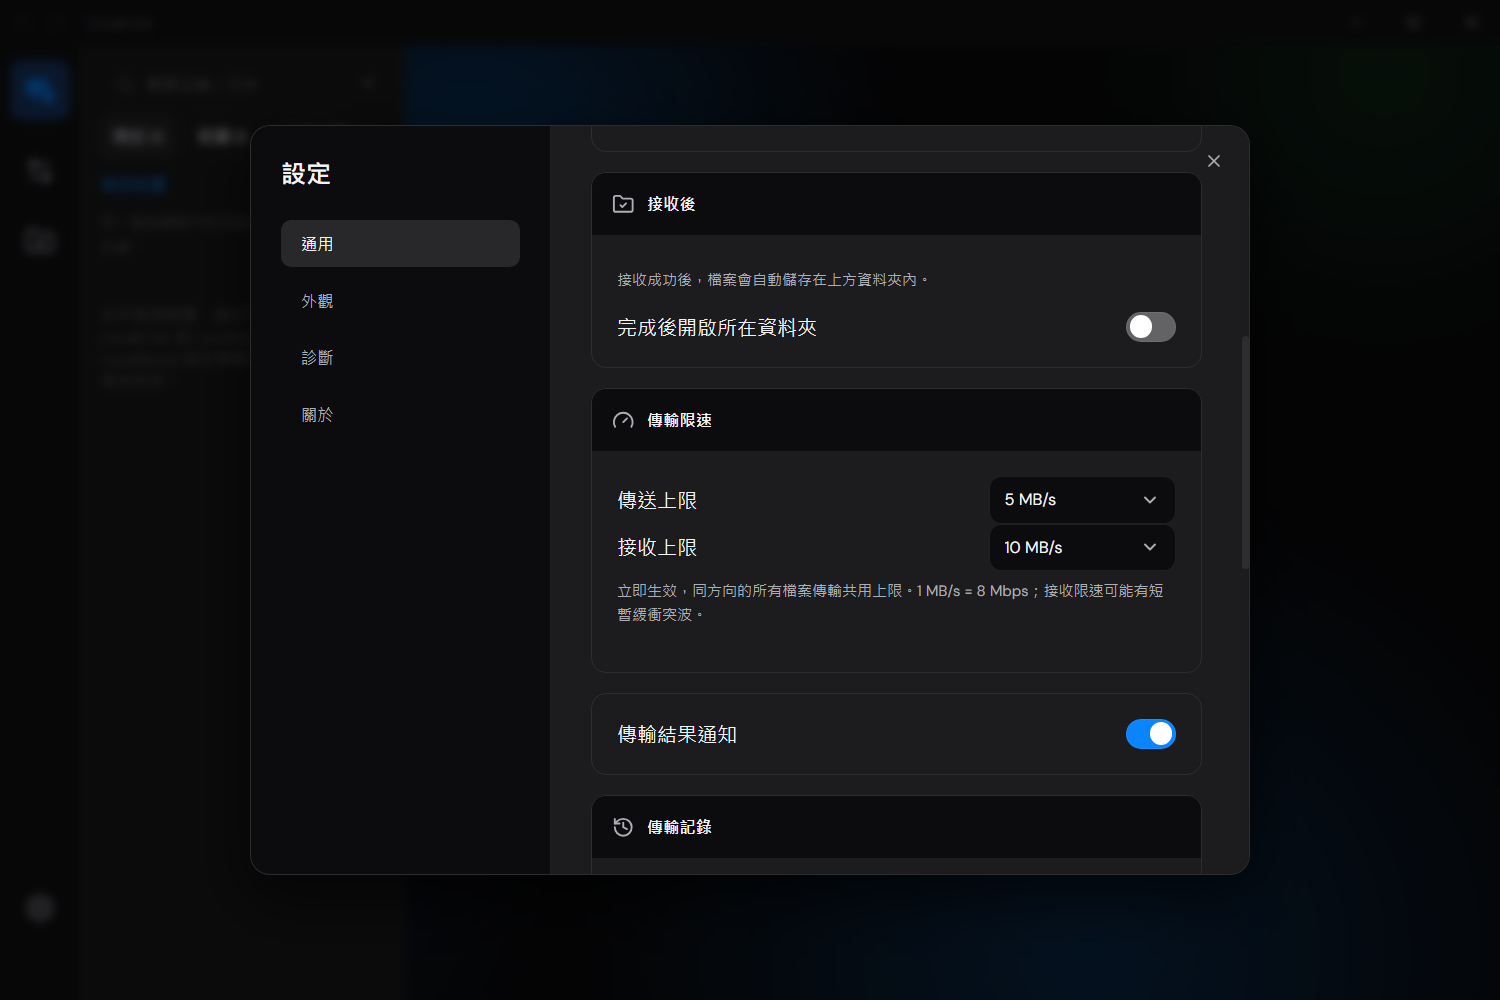 設定
通用
外觀
診斷
關於
接收後
接收成功後，檔案會自動儲存在上方資料夾內。
完成後開啟所在資料夾
傳輸限速
傳送上限
5 MB/s
接收上限
10 MB/s
立即生效，同方向的所有檔案傳輸共用上限。1 MB/s = 8 Mbps；接收限速可能有短
暫緩衝突波。
傳輸結果通知
傳輸記錄